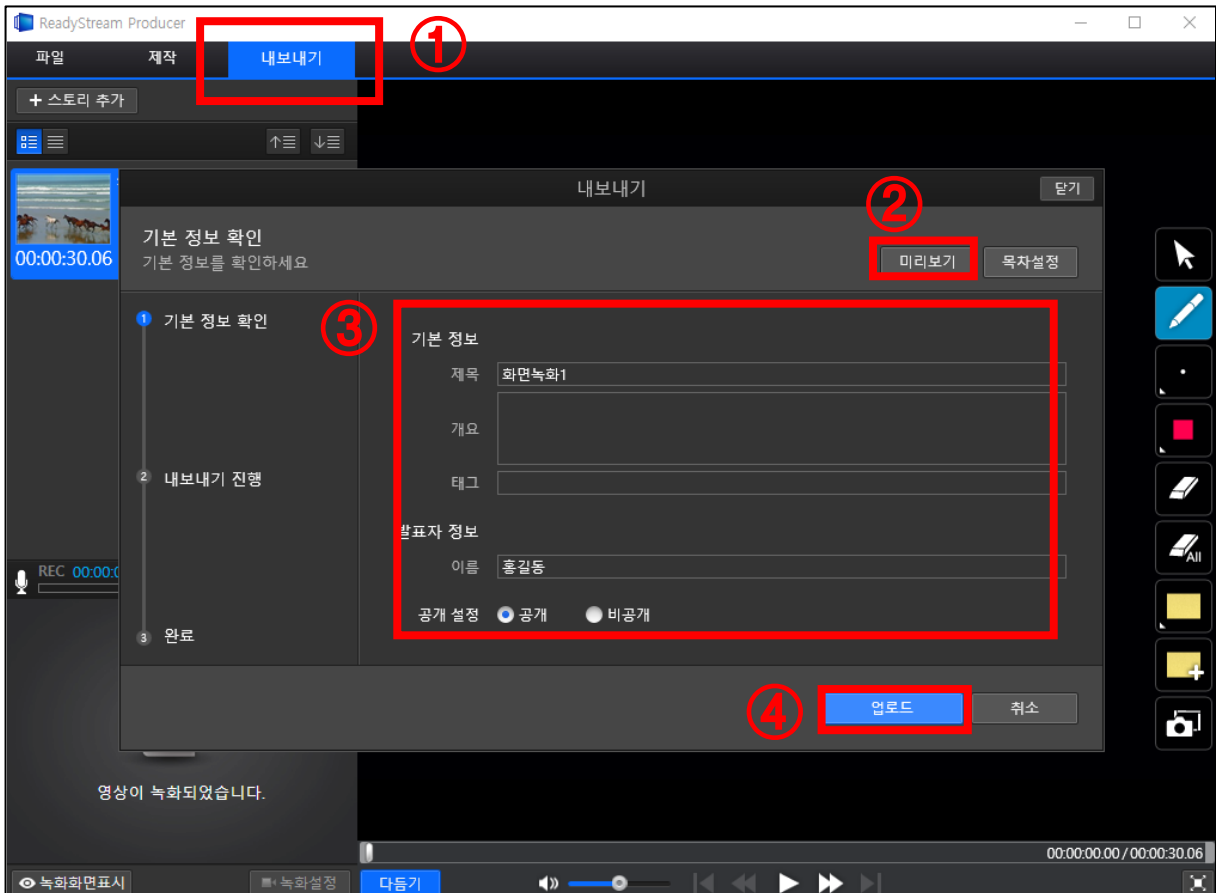 ReadyStream Producer
파일 제작 내보내기
①
+ 스토리 추가
내보내기
닫기
②
00:00:30.06
기본 정보 확인
기본 정보를 확인하세요
미리보기 목차설정
1 기본 정보 확인
③
기본 정보
제목 화면녹화1
개요
2 내보내기 진행
태그
발표자 정보
이름 홍길동
REC
공개 설정 공개 비공개
3 완료
All
④
업로드 취소
영상이 녹화되었습니다.
00:00:00.00 / 00:00:30.06
녹화화면표시 녹화설정 다듬기